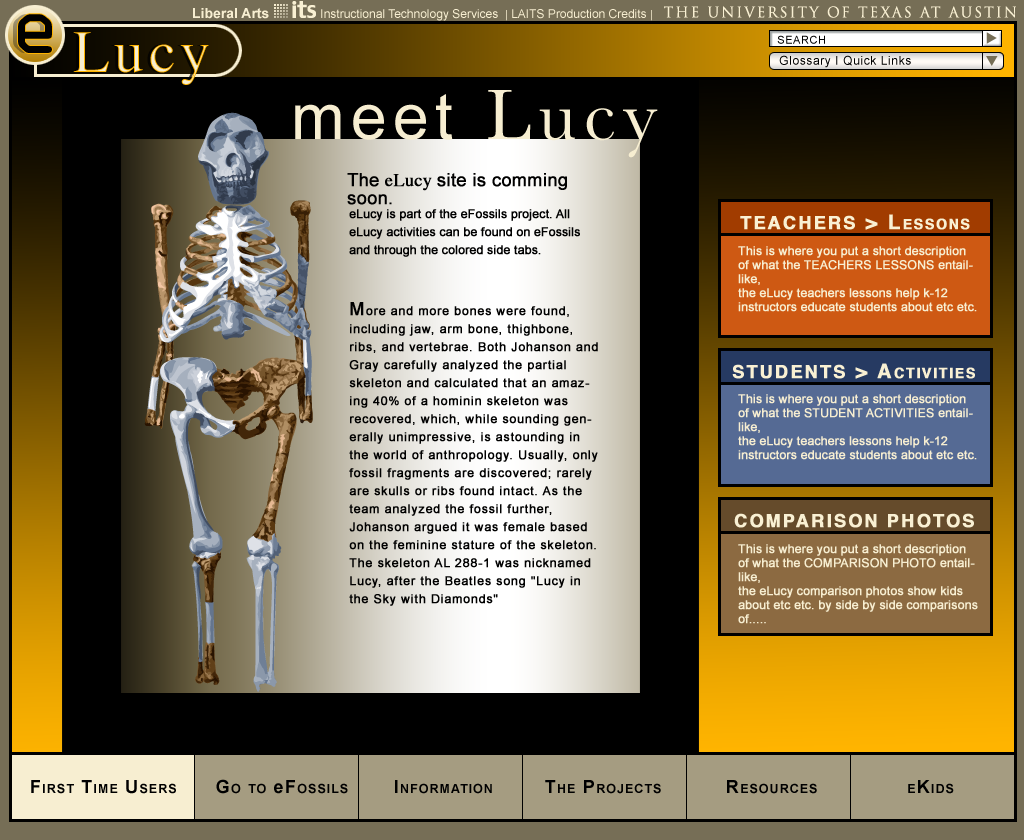 Liberal Arts its Instructional Technology Services | LAITS Production Credits | THE UNIVERSITY OF TEXAS AT AUSTIN
e Lucy
SEARCH
Glossary I Quick Links
meet Lucy
The eLucy site is comming
soon.
eLucy is part of the eFossils project. All
eLucy activities can be found on eFossils
and through the colored side tabs.
More and more bones were found,
including jaw, arm bone, thighbone,
ribs, and vertebrae. Both Johanson and
Gray carefully analyzed the partial
skeleton and calculated that an amaz-
ing 40% of a hominin skeleton was
recovered, which, while sounding gen-
erally unimpressive, is astounding in
the world of anthropology. Usually, only
fossil fragments are discovered; rarely
are skulls or ribs found intact. As the
team analyzed the fossil further,
Johanson argued it was female based
on the feminine stature of the skeleton.
The skeleton AL 288-1 was nicknamed
Lucy, after the Beatles song "Lucy in
the Sky with Diamonds"
TEACHERS > LESSONS
This is where you put a short description
of what the TEACHERS LESSONS entail-
like,
the eLucy teachers lessons help k-12
instructors educate students about etc etc.
STUDENTS > ACTIVITIES
This is where you put a short description
of what the STUDENT ACTIVITIES entail-
like,
the eLucy teachers lessons help k-12
instructors educate students about etc etc.
COMPARISON PHOTOS
This is where you put a short description
of what the COMPARISON PHOTO entail-
like,
the eLucy comparison photos show kids
about etc etc. by side by side comparisons
of.....
FIRST TIME USERS
GO TO eFOSSILS
INFORMATION
THE PROJECTS
RESOURCES
eKIDS